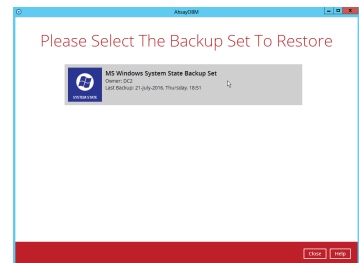 AhsayOBM
Please Select The Backup Set To Restore
MS Windows System State Backup Set
Owner: DC2
Last Backup: 21-July-2016, Thursday, 18:51
SYSTEM STATE
Close
Help